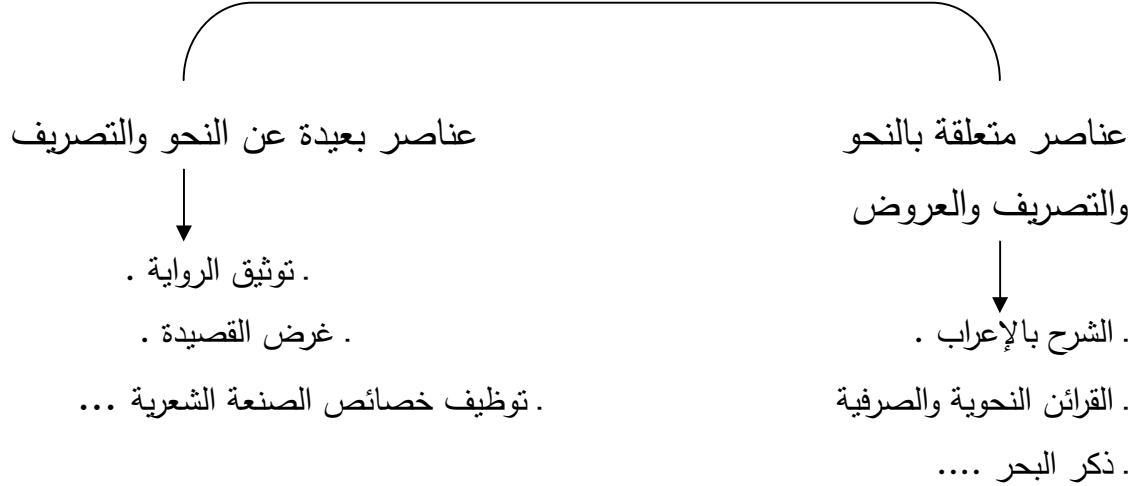 عناصر متعلقة بالنحو
والتصريف والعروض
. الشرح بالإعراب .
. القرائن النحوية والصرفية
. ذكر البحر ....
عناصر بعيدة عن النحو والتصريف
. توثيق الرواية .
. غرض القصيدة .
. توظيف خصائص الصنعة الشعرية ...